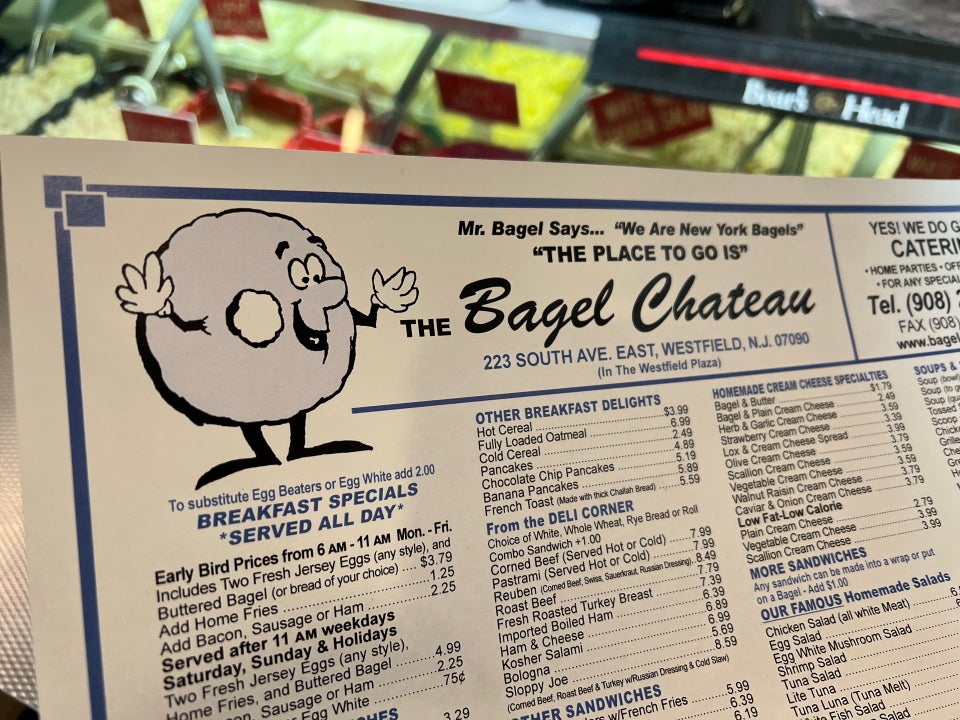 Boar's Head
Mr. Bagel Says... "We Are New York Bagels"
"THE PLACE TO GO IS"
THE Bagel Chateau
223 SOUTH AVE. EAST, WESTFIELD, N.J. 07090
(In The Westfield Plaza)
YES! WE DO
CATERI
• HOME PARTIES •
• FOR ANY SPECIAL
Tel. (908)
FAX (908)
www.bagel
To substitute Egg Beaters or Egg White add 2.00
BREAKFAST SPECIALS
*SERVED ALL DAY*
Early Bird Prices from 6 AM - 11 AM Mon. - Fri.
Includes Two Fresh Jersey Eggs (any style), and
Buttered Bagel (or bread of your choice) ... $3.79
Add Home Fries 1.25
Add Bacon, Sausage or Ham 2.25
Served after 11 AM weekdays
Saturday, Sunday & Holidays
Two Fresh Jersey Eggs (any style),
Home Fries, and Buttered Bagel 4.99
Bacon, Sausage or Ham 2.25
Egg White 75¢
3.29
OTHER BREAKFAST DELIGHTS
Hot Cereal $3.99
Fully Loaded Oatmeal 6.99
Cold Cereal 2.49
Pancakes 4.89
Chocolate Chip Pancakes 5.19
Banana Pancakes 5.89
French Toast (Made with thick Challah Bread) 5.59
From the DELI CORNER
Choice of White, Whole Wheat, Rye Bread or Roll
Combo Sandwich +1.00
Corned Beef (Served Hot or Cold) 7.99
Pastrami (Served Hot or Cold) 7.99
Reuben (Corned Beef, Swiss, Sauerkraut, Russian Dressing) 8.49
Roast Beef 7.79
Fresh Roasted Turkey Breast 7.39
Imported Boiled Ham 6.39
Ham & Cheese 6.89
Kosher Salami 6.99
Bologna 5.69
Sloppy Joe 8.59
(Corned Beef, Roast Beef & Turkey w/Russian Dressing & Cold Slaw)
OTHER SANDWICHES
w/French Fries 5.99
6.39
6.19
HOMEMADE CREAM CHEESE SPECIALTIES
Bagel & Butter $1.79
Bagel & Plain Cream Cheese 2.49
Herb & Garlic Cream Cheese 3.59
Strawberry Cream Cheese 3.39
Lox & Cream Cheese Spread 3.99
Olive Cream Cheese 3.79
Scallion Cream Cheese 3.59
Vegetable Cream Cheese 3.59
Walnut Raisin Cream Cheese 3.79
Caviar & Onion Cream Cheese 3.79
Low Fat-Low Calorie
Plain Cream Cheese 2.79
Vegetable Cream Cheese 3.99
Scallion Cream Cheese 3.99
MORE SANDWICHES
Any sandwich can be made into a wrap or put
on a Bagel - Add $1.00
OUR FAMOUS Homemade Salads
Chicken Salad (all white Meat)
Egg Salad
Egg White Mushroom Salad
Shrimp Salad
Tuna Salad
Lite Tuna
Tuna Luna (Tuna Melt)
Fish Salad
SOUPS &
Soup (bowl)
Soup (to
Soup (qu
Tossed
Scoop
Chick
Grille